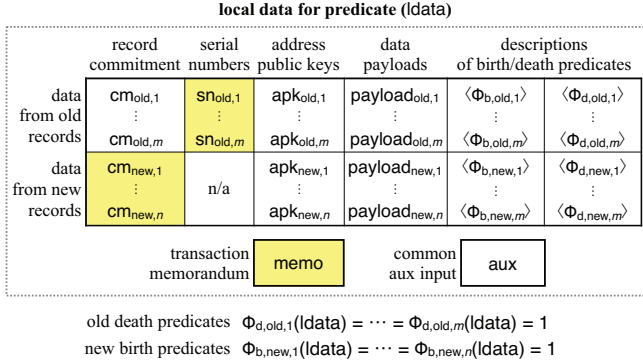 local data for predicate (ldata)
record commitment serial numbers address public keys data payloads descriptions of birth/death predicates
data from old records cm_old,1 sn_old,1 apk_old,1 payload_old,1 ⟨Φ_b,old,1⟩ ⟨Φ_d,old,1⟩
⋮ ⋮ ⋮ ⋮ ⋮ ⋮
cm_old,m sn_old,m apk_old,m payload_old,m ⟨Φ_b,old,m⟩ ⟨Φ_d,old,m⟩
data from new records cm_new,1 n/a apk_new,1 payload_new,1 ⟨Φ_b,new,1⟩ ⟨Φ_d,new,1⟩
⋮ ⋮ ⋮ ⋮ ⋮
cm_new,n apk_new,n payload_new,n ⟨Φ_b,new,m⟩ ⟨Φ_d,new,m⟩
transaction memorandum memo common aux input aux
old death predicates Φ_d,old,1(ldata) = ⋯ = Φ_d,old,m(ldata) = 1
new birth predicates Φ_b,new,1(ldata) = ⋯ = Φ_b,new,n(ldata) = 1